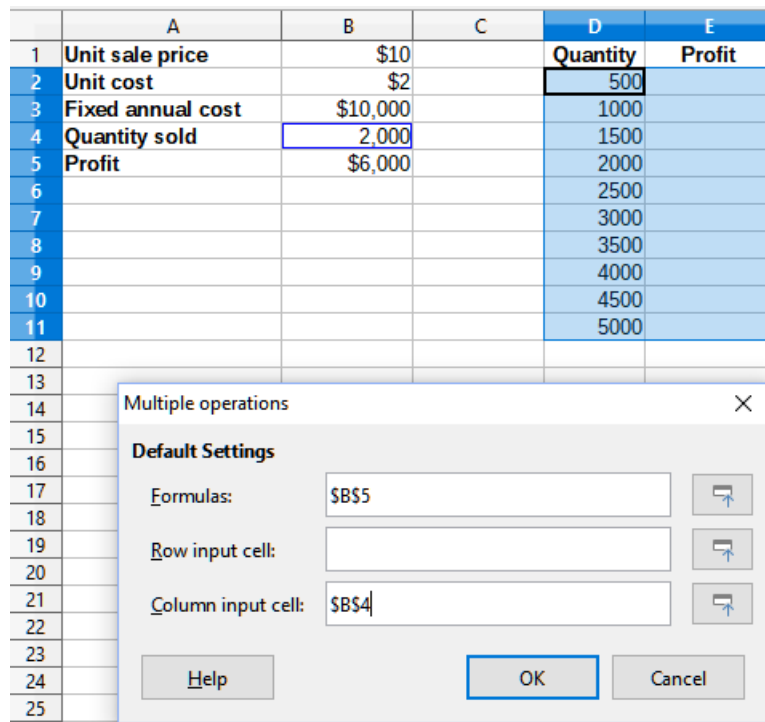 A B C D E
1 Unit sale price $10 Quantity Profit
2 Unit cost $2 500
3 Fixed annual cost $10,000 1000
4 Quantity sold 2,000 1500
5 Profit $6,000 2000
6 2500
7 3000
8 3500
9 4000
10 4500
11 5000
12
13
14
15
16
17
18
19
20
21
22
23
24
25
Multiple operations
Default Settings
Formulas: $B$5
Row input cell:
Column input cell: $B$4
Help OK Cancel